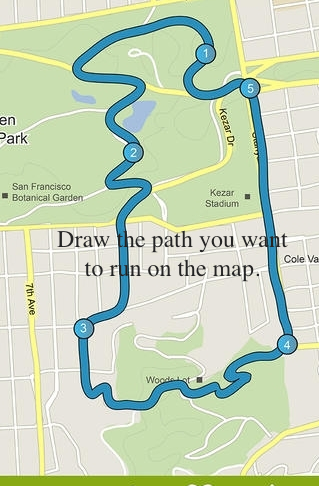 1
5
Kezar Dr
en
Park
2
San Francisco
Botanical Garden
Kezar
Stadium
Draw the path you want
to run on the map.
Cole Va
7th Ave
3
4
Woods Lot